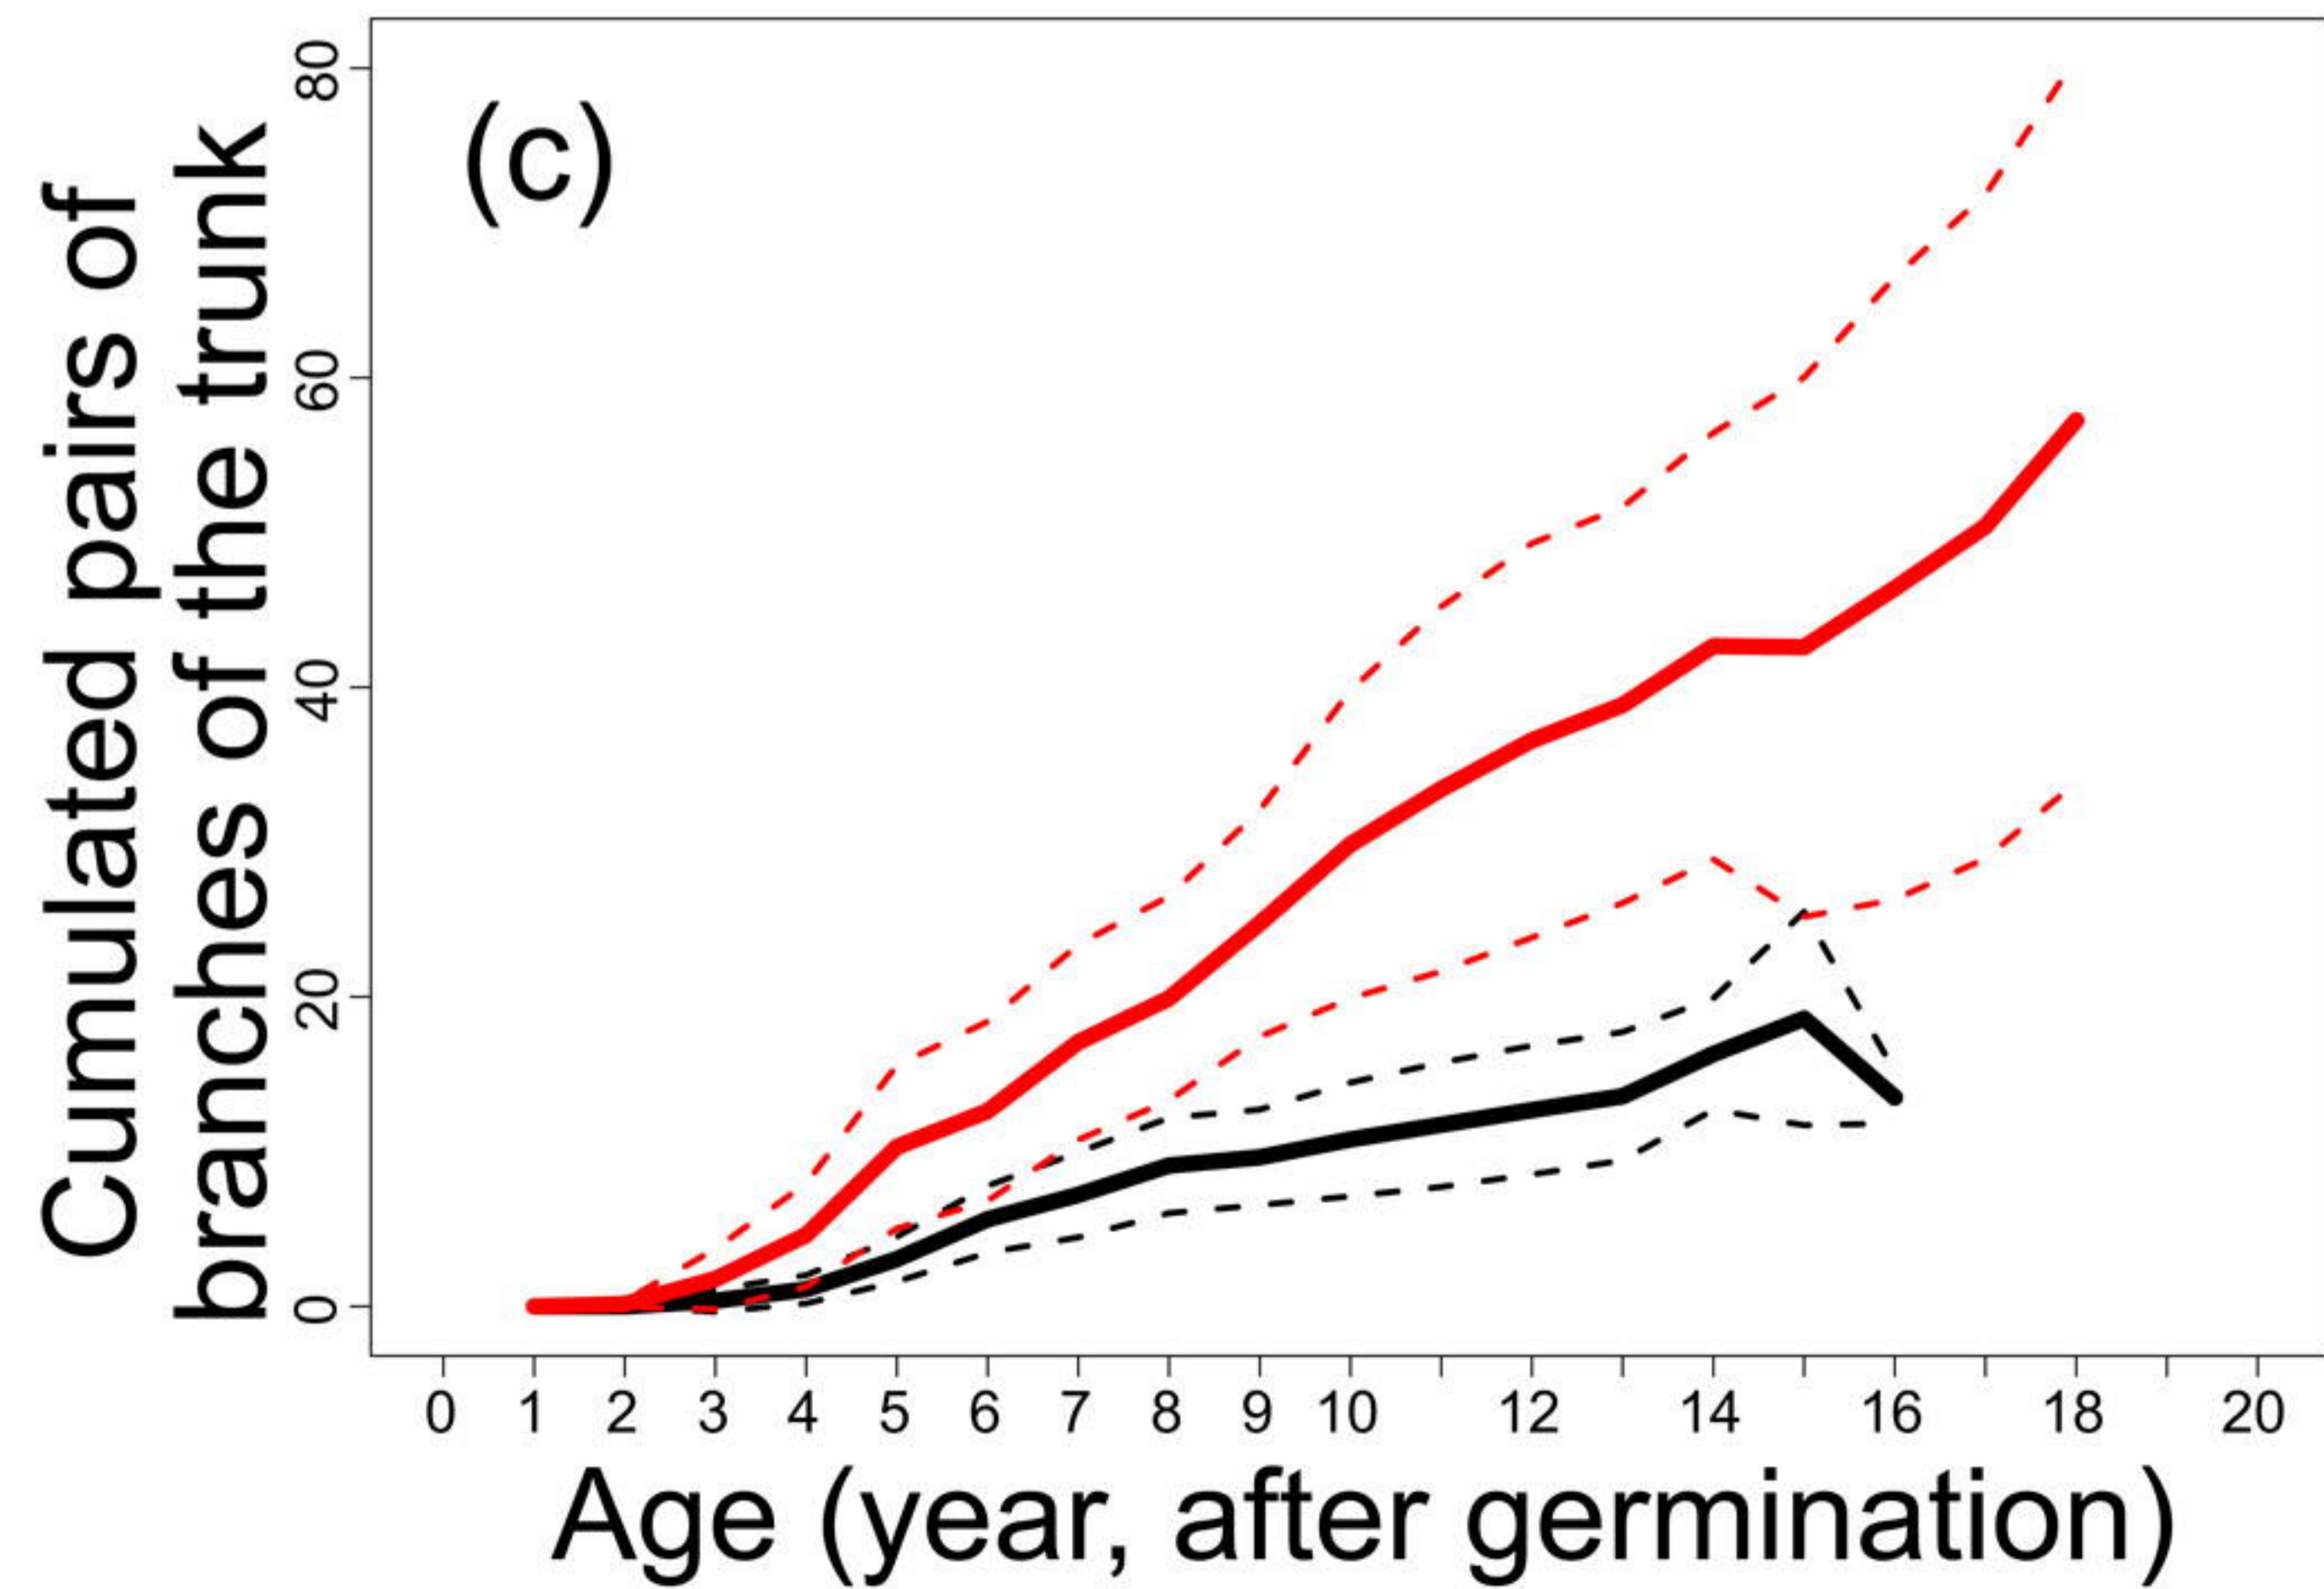 (c)
Cumulated pairs of
branches of the trunk
80
60
40
20
0
0 1 2 3 4 5 6 7 8 9 10 12 14 16 18 20
Age (year, after germination)